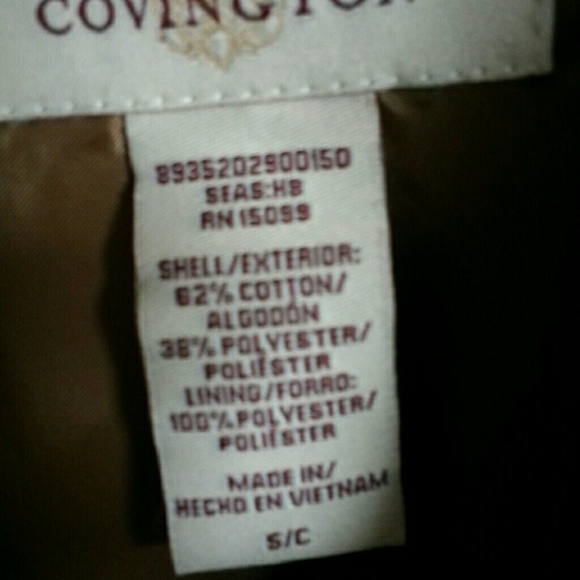 COVINGTON
8935202900150
SEAS:H8
RN 15099
SHELL/EXTERIOR:
62% COTTON/
ALGODÓN
38% POLYESTER/
POLIÉSTER
LINING/FORRO:
100% POLYESTER/
POLIÉSTER
MADE IN/
HECHO EN VIETNAM
S/C